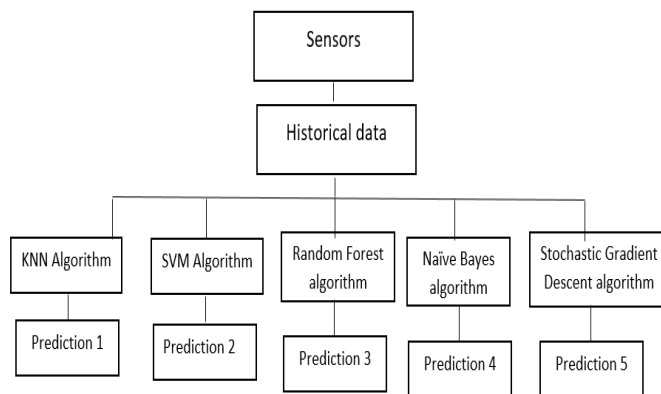 Sensors
Historical data
KNN Algorithm
SVM Algorithm
Random Forest
algorithm
Naïve Bayes
algorithm
Stochastic Gradient
Descent algorithm
Prediction 1
Prediction 2
Prediction 3
Prediction 4
Prediction 5